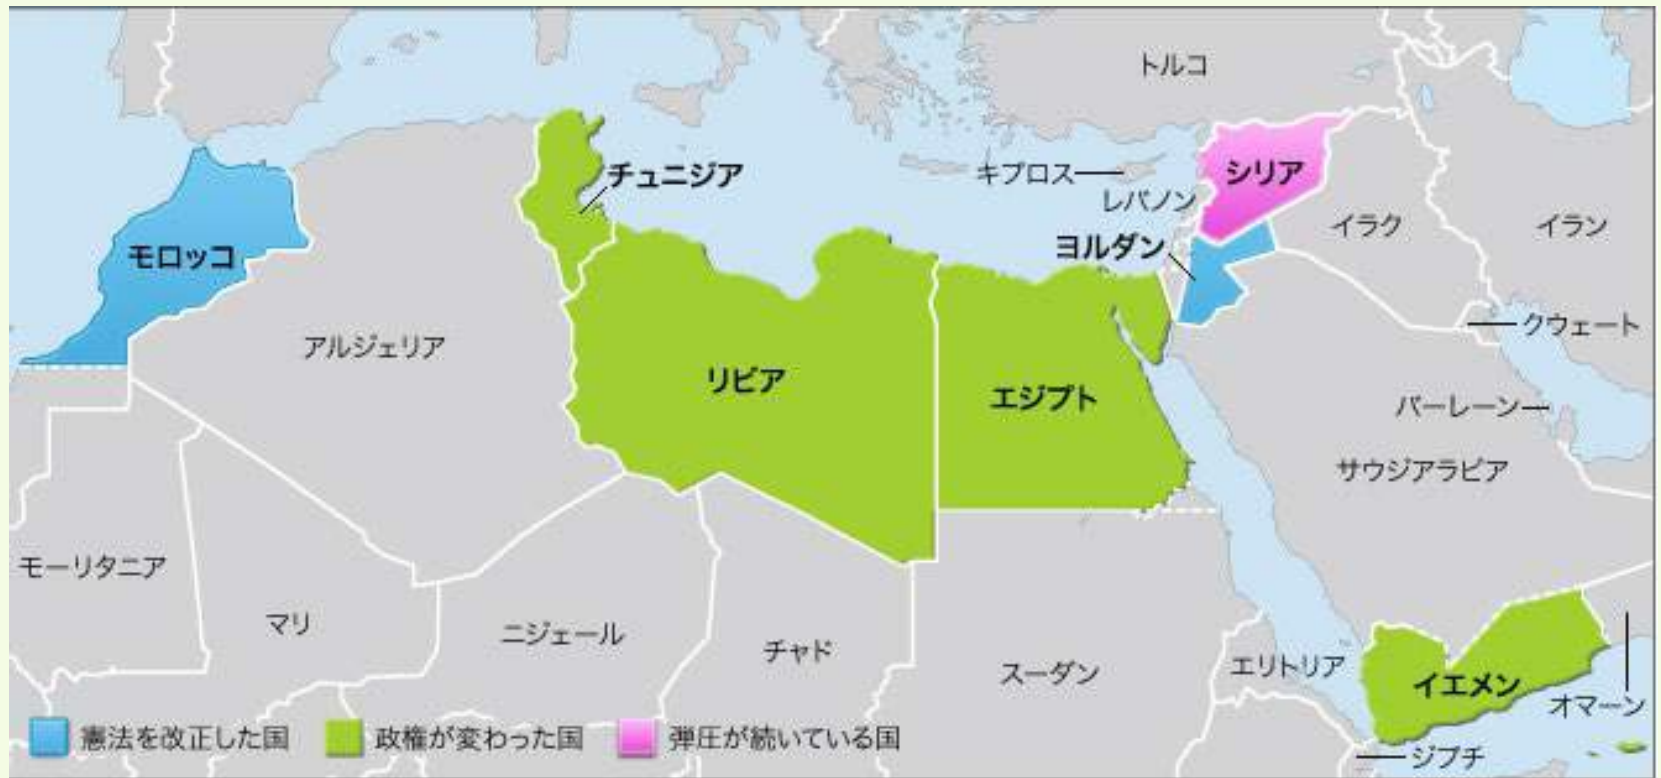 トルコ
チュニジア
キプロス
シリア
レバノン
モロッコ
ヨルダン
イラク
イラン
アルジェリア
クウェート
リビア
エジプト
バーレーン
サウジアラビア
モーリタニア
マリ
ニジェール
チャド
スーダン
エリトリア
イエメン
オマーン
憲法を改正した国
政権が変わった国
弾圧が続いている国
ジブチ